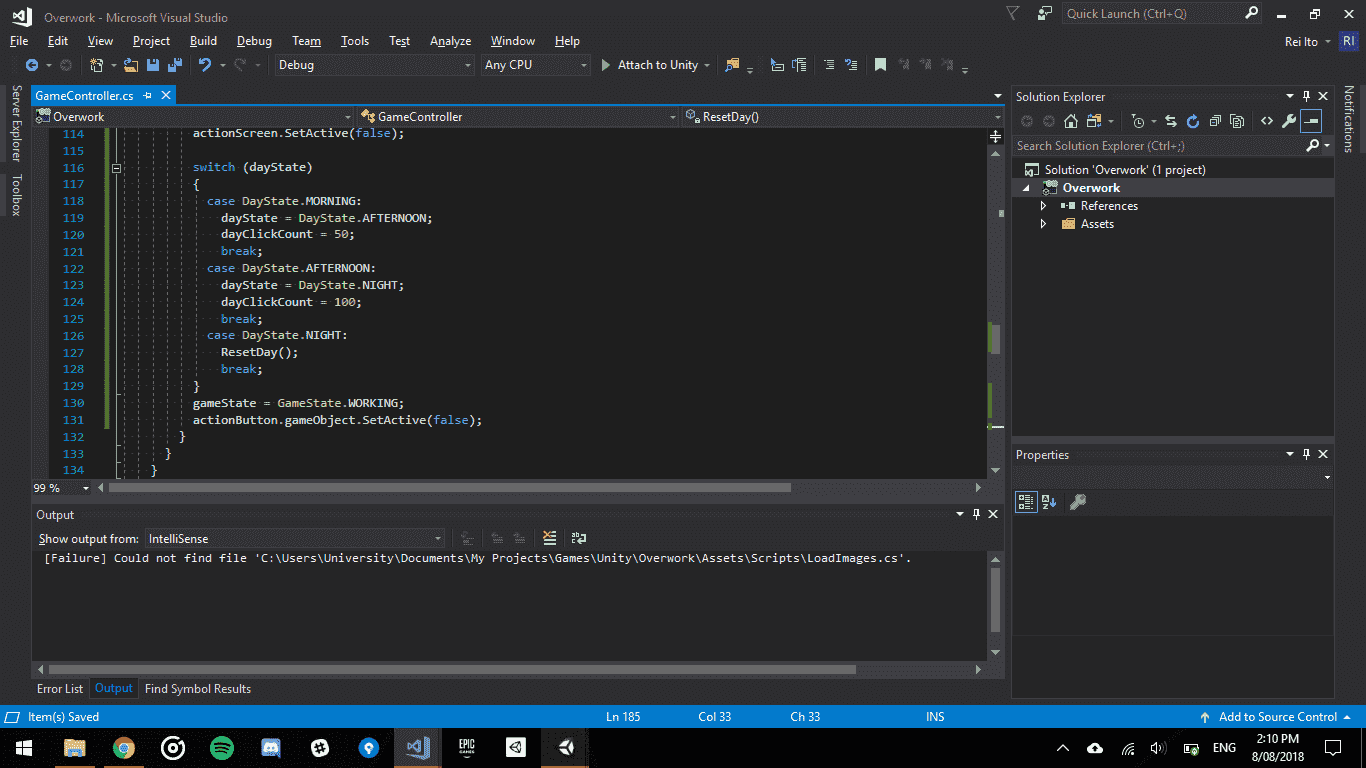 Overwork - Microsoft Visual Studio
Quick Launch (Ctrl+Q)
File Edit View Project Build Debug Team Tools Test Analyze Window Help
Rei Ito RI
Debug Any CPU Attach to Unity
Server Explorer
Toolbox
GameController.cs
Overwork GameController ResetDay()
114 actionScreen.SetActive(false);
115
116 switch (dayState)
117 {
118 case DayState.MORNING:
119 dayState = DayState.AFTERNOON;
120 dayClickCount = 50;
121 break;
122 case DayState.AFTERNOON:
123 dayState = DayState.NIGHT;
124 dayClickCount = 100;
125 break;
126 case DayState.NIGHT:
127 ResetDay();
128 break;
129 }
130 gameState = GameState.WORKING;
131 actionButton.gameObject.SetActive(false);
132 }
133 }
134 }
99 %
Output
Show output from: IntelliSense
[Failure] Could not find file 'C:\Users\University\Documents\My Projects\Games\Unity\Overwork\Assets\Scripts\LoadImages.cs'.
Error List Output Find Symbol Results
Solution Explorer
Search Solution Explorer (Ctrl+;)
Solution 'Overwork' (1 project)
Overwork
References
Assets
Properties
Notifications
Item(s) Saved Ln 185 Col 33 Ch 33 INS Add to Source Control
EPIC
GAMES
ENG
2:10 PM
8/08/2018